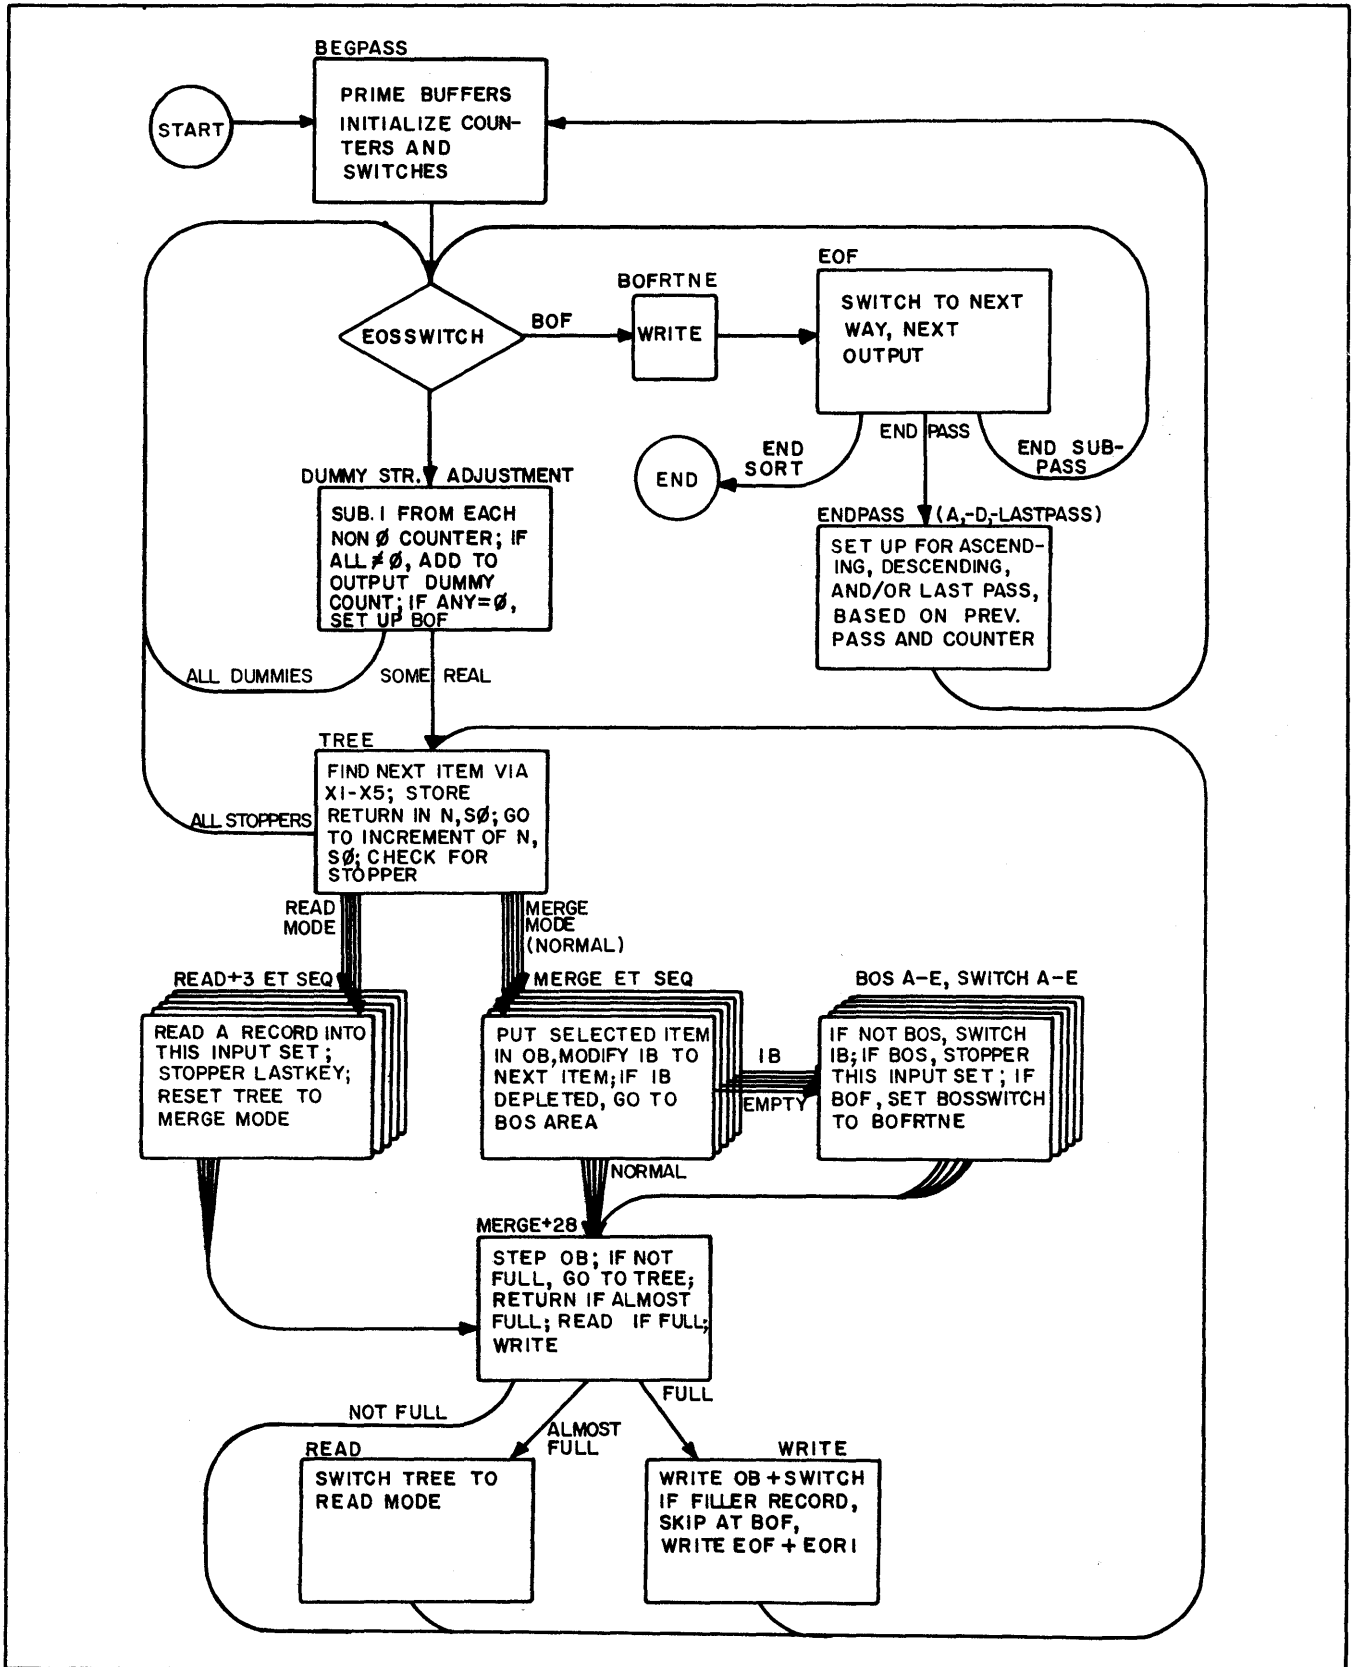 BEGPASS
PRIME BUFFERS
INITIALIZE COUN-
TERS AND
SWITCHES
START
EOSSWITCH
BOF
BOFRTNE
WRITE
EOF
SWITCH TO NEXT
WAY, NEXT
OUTPUT
END
SORT
END PASS
END SUB-
PASS
END
DUMMY STR. ADJUSTMENT
SUB. I FROM EACH
NON Ø COUNTER; IF
ALL ≠ Ø, ADD TO
OUTPUT DUMMY
COUNT; IF ANY=Ø,
SET UP BOF
ENDPASS (A,-D,-LASTPASS)
SET UP FOR ASCEND-
ING, DESCENDING,
AND/OR LAST PASS,
BASED ON PREV.
PASS AND COUNTER
ALL DUMMIES
SOME REAL
TREE
FIND NEXT ITEM VIA
XI-X5; STORE
RETURN IN N, SØ; GO
TO INCREMENT OF N,
SØ; CHECK FOR
STOPPER
ALL STOPPERS
READ
MODE
MERGE
MODE
(NORMAL)
READ+3 ET SEQ
READ A RECORD INTO
THIS INPUT SET;
STOPPER LASTKEY;
RESET TREE TO
MERGE MODE
MERGE ET SEQ
PUT SELECTED ITEM
IN OB, MODIFY IB TO
NEXT ITEM; IF IB
DEPLETED, GO TO
BOS AREA
IB
EMPTY
BOS A-E, SWITCH A-E
IF NOT BOS, SWITCH
IB; IF BOS, STOPPER
THIS INPUT SET; IF
BOF, SET BOSSWITCH
TO BOFRTNE
NORMAL
MERGE+28
STEP OB; IF NOT
FULL, GO TO TREE;
RETURN IF ALMOST
FULL; READ IF FULL;
WRITE
NOT FULL
ALMOST
FULL
FULL
READ
SWITCH TREE TO
READ MODE
WRITE
WRITE OB + SWITCH
IF FILLER RECORD,
SKIP AT BOF,
WRITE EOF + EORI